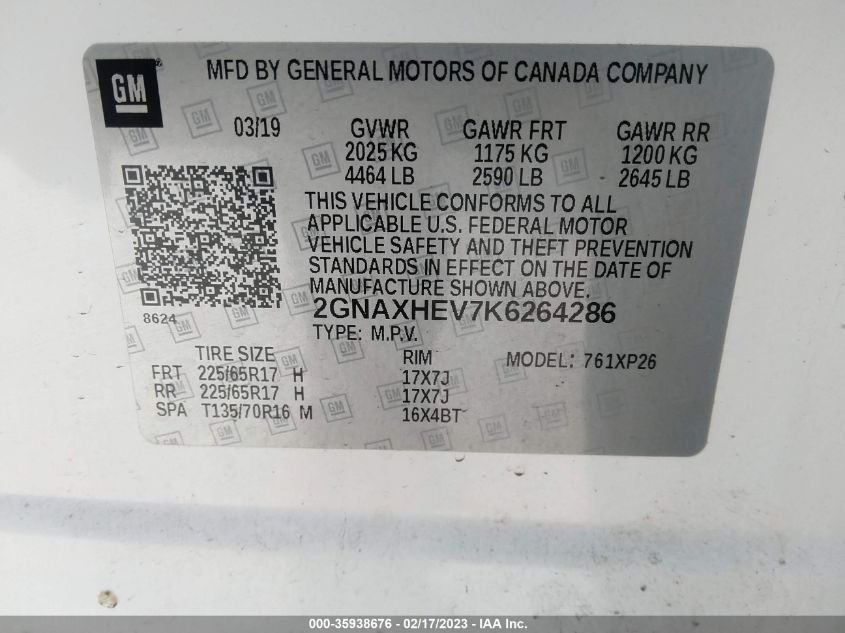 GM
MFD BY GENERAL MOTORS OF CANADA COMPANY
03/19 GVWR GAWR FRT GAWR RR
2025 KG 1175 KG 1200 KG
4464 LB 2590 LB 2645 LB
THIS VEHICLE CONFORMS TO ALL
APPLICABLE U.S. FEDERAL MOTOR
VEHICLE SAFETY AND THEFT PREVENTION
STANDARDS IN EFFECT ON THE DATE OF
MANUFACTURE SHOWN ABOVE.
8624 2GNAXHEV7K6264286
TYPE: M.P.V.
TIRE SIZE RIM MODEL: 761XP26
FRT 225/65R17 H 17X7J
RR 225/65R17 H 17X7J
SPA T135/70R16 M 16X4BT
000-35938676 - 02/17/2023 - IAA Inc.